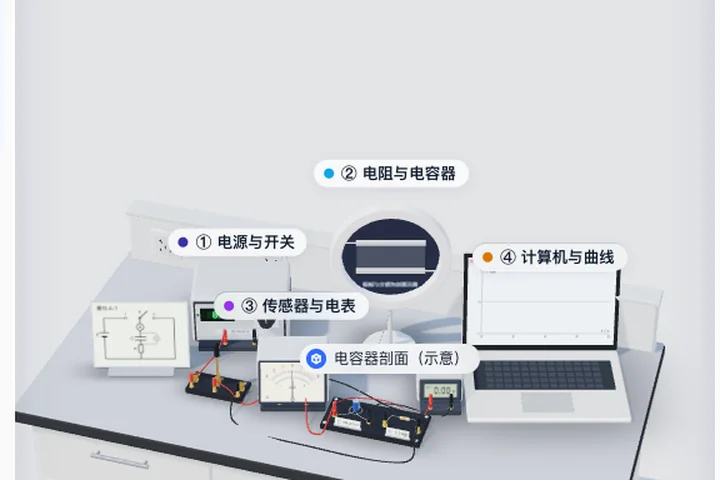 ② 电阻与电容器
① 电源与开关
④ 计算机与曲线
③ 传感器与电表
电容器剖面（示意）
0.00